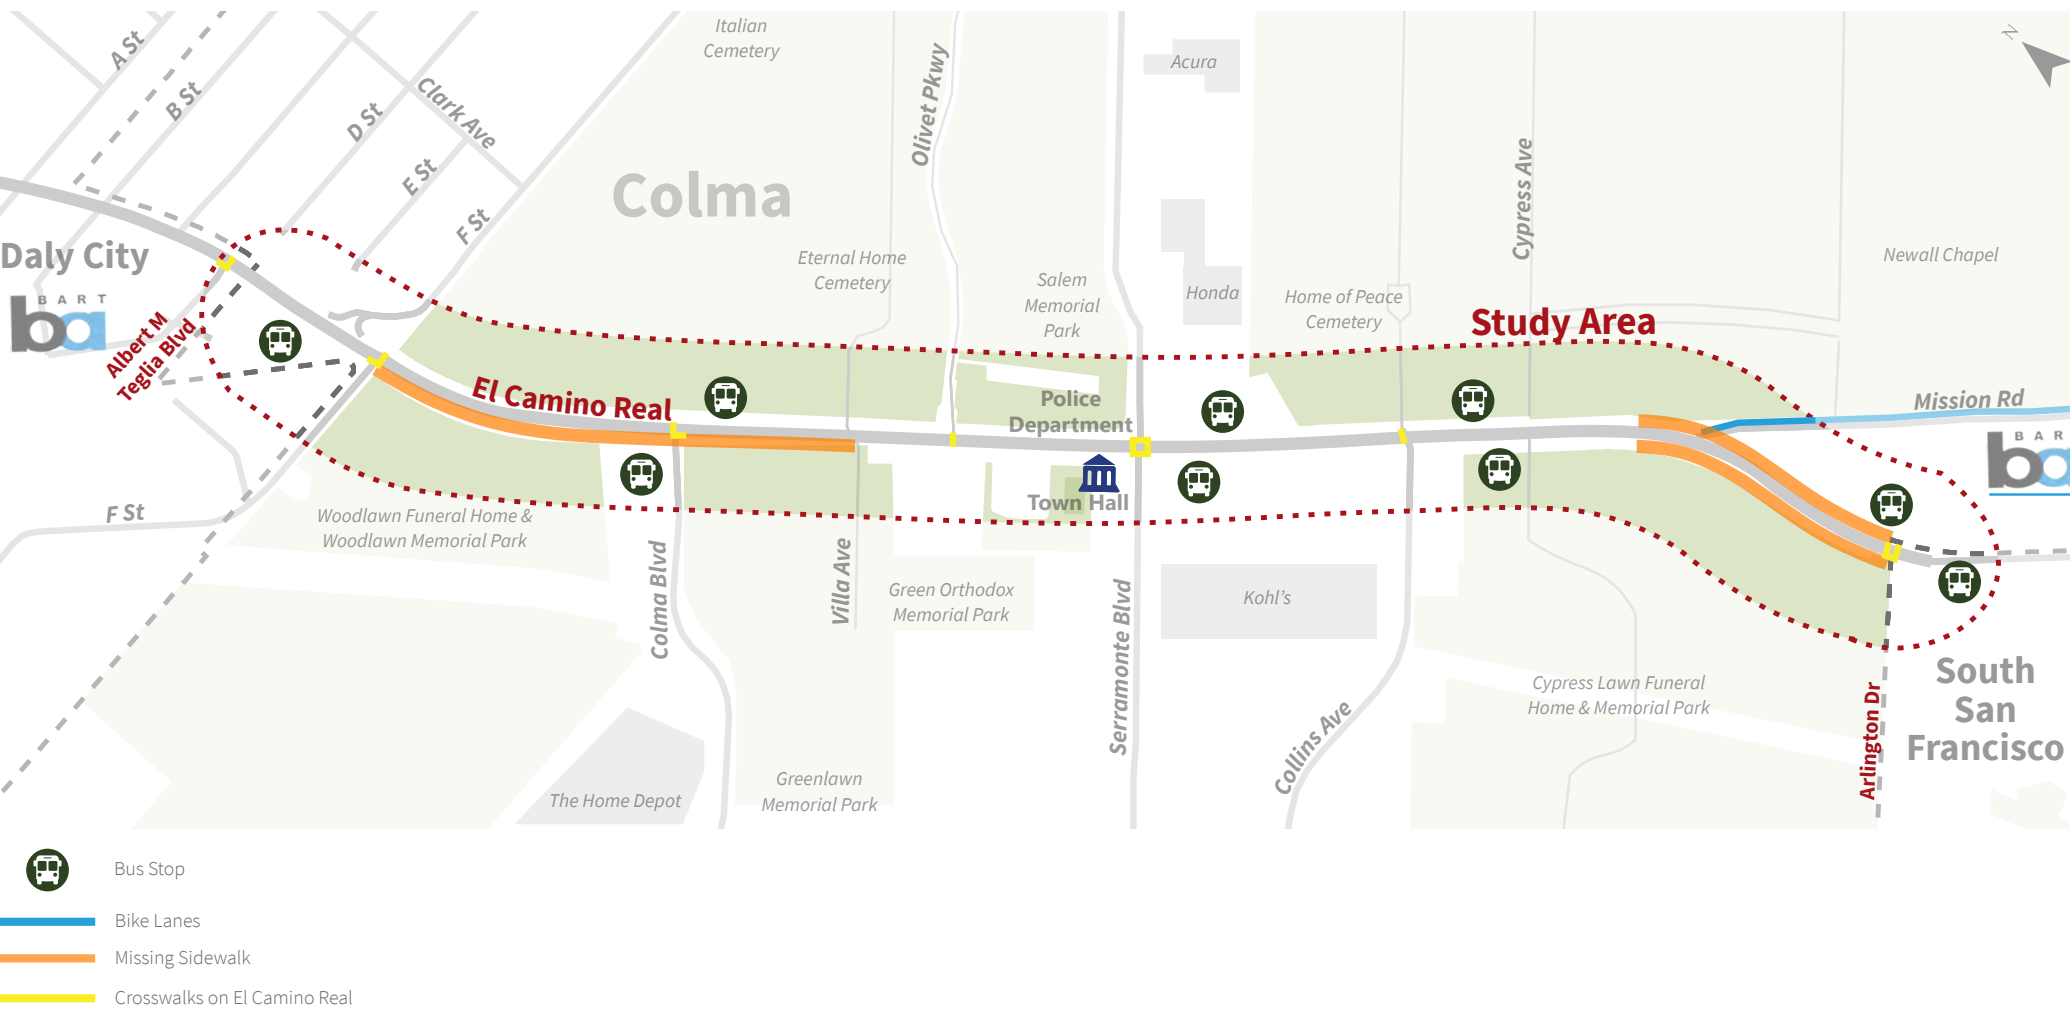 Italian
Cemetery
A St
B St
D St
Clark Ave
E St
F St
Olivet Pkwy
Acura
N
Colma
Cypress Ave
Daly City
BART
ba
Albert M
Teglia Blvd
Eternal Home
Cemetery
Salem
Memorial
Park
Honda
Home of Peace
Cemetery
Newall Chapel
Study Area
El Camino Real
Police
Department
Mission Rd
BAR
ba
Town Hall
F St
Woodlawn Funeral Home &
Woodlawn Memorial Park
Colma Blvd
Villa Ave
Green Orthodox
Memorial Park
Serramonte Blvd
Kohl's
Collins Ave
Cypress Lawn Funeral
Home & Memorial Park
Arlington Dr
South
San
Francisco
The Home Depot
Greenlawn
Memorial Park
Bus Stop
Bike Lanes
Missing Sidewalk
Crosswalks on El Camino Real